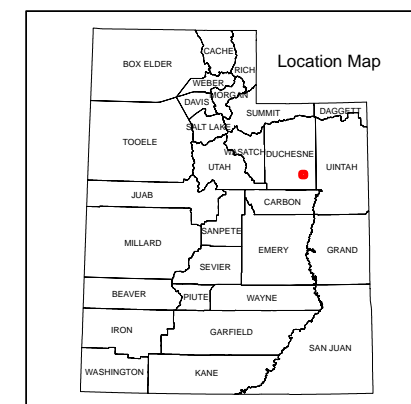 Location Map
CACHE
BOX ELDER
RICH
WEBER
MORGAN
DAVIS
SUMMIT
DAGGETT
SALT LAKE
TOOELE
WASATCH
DUCHESNE
UTAH
UINTAH
JUAB
CARBON
SANPETE
MILLARD
EMERY
GRAND
SEVIER
BEAVER
PIUTE
WAYNE
IRON
GARFIELD
SAN JUAN
WASHINGTON
KANE